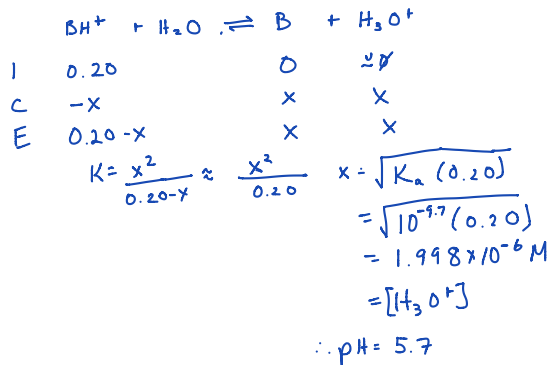 BH⁺ + H₂O ⇌ B + H₃O⁺
I 0.20 O ≈0
C -x x x
E 0.20-x x x
K = x²/0.20-x ≈ x²/0.20 x = √Ka (0.20)
= √10⁻⁹·⁷ (0.20)
= 1.998 x 10⁻⁶ M
= [H₃O⁺]
∴ pH = 5.7